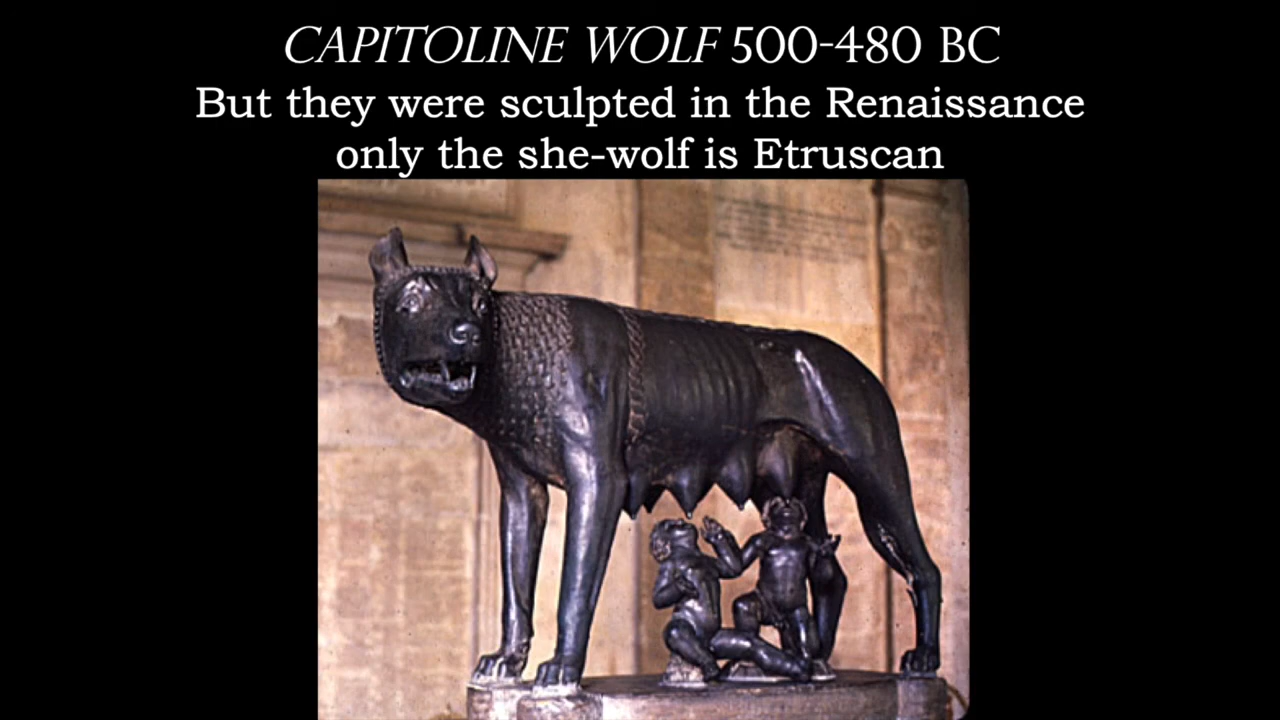 CAPITOLINE WOLF 500-480 BC
But they were sculpted in the Renaissance
only the she-wolf is Etruscan